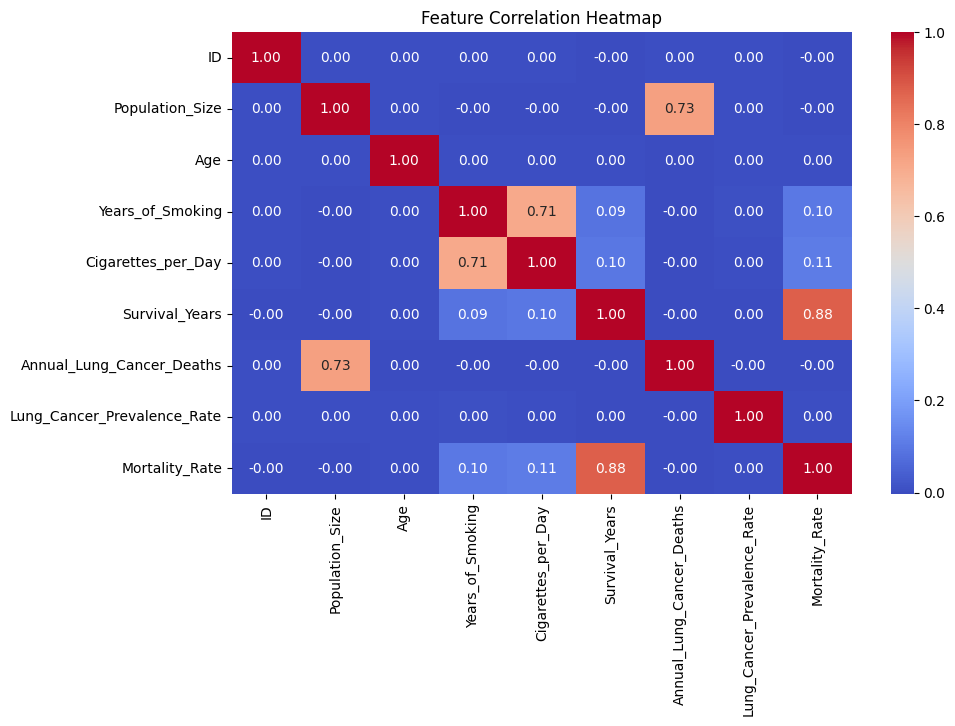 Feature Correlation Heatmap
ID 1.00 0.00 0.00 0.00 0.00 -0.00 0.00 0.00 -0.00
Population_Size 0.00 1.00 0.00 -0.00 -0.00 -0.00 0.73 0.00 -0.00
Age 0.00 0.00 1.00 0.00 0.00 0.00 0.00 0.00 0.00
Years_of_Smoking 0.00 -0.00 0.00 1.00 0.71 0.09 -0.00 0.00 0.10
Cigarettes_per_Day 0.00 -0.00 0.00 0.71 1.00 0.10 -0.00 0.00 0.11
Survival_Years -0.00 -0.00 0.00 0.09 0.10 1.00 -0.00 0.00 0.88
Annual_Lung_Cancer_Deaths 0.00 0.73 0.00 -0.00 -0.00 -0.00 1.00 -0.00 -0.00
Lung_Cancer_Prevalence_Rate 0.00 0.00 0.00 0.00 0.00 0.00 -0.00 1.00 0.00
Mortality_Rate -0.00 -0.00 0.00 0.10 0.11 0.88 -0.00 0.00 1.00
ID
Population_Size
Age
Years_of_Smoking
Cigarettes_per_Day
Survival_Years
Annual_Lung_Cancer_Deaths
Lung_Cancer_Prevalence_Rate
Mortality_Rate
1.0
0.8
0.6
0.4
0.2
0.0